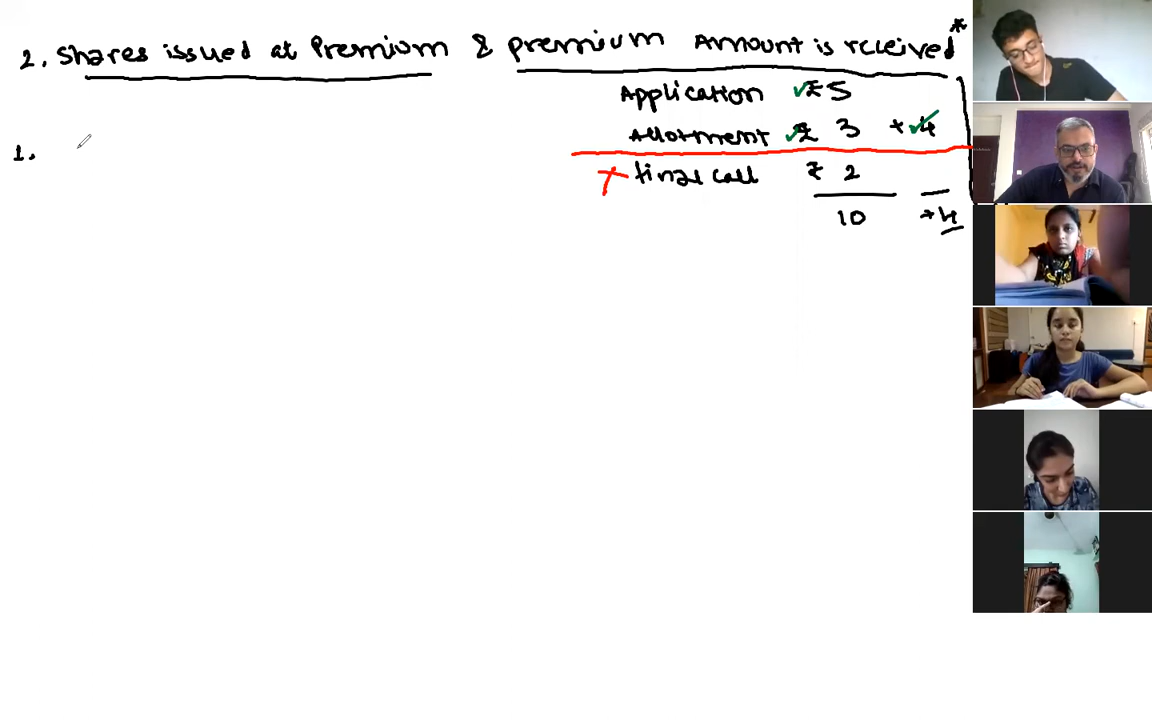 2. Shares issued at Premium & premium Amount is received*
Application ✓₹5
Allotment ✓₹ 3 + 4✓
✗ final call ₹ 2
10 +4
1.